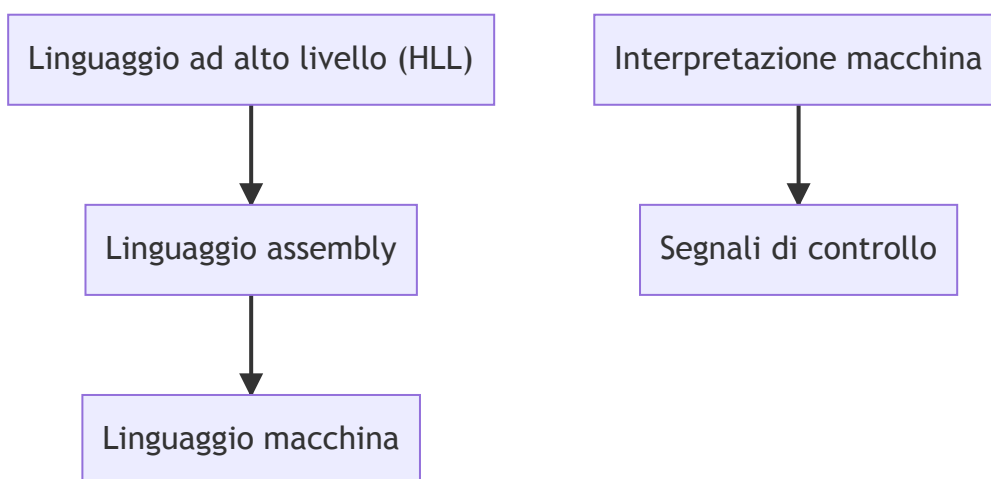 Linguaggio ad alto livello (HLL)
Interpretazione macchina
Linguaggio assembly
Segnali di controllo
Linguaggio macchina